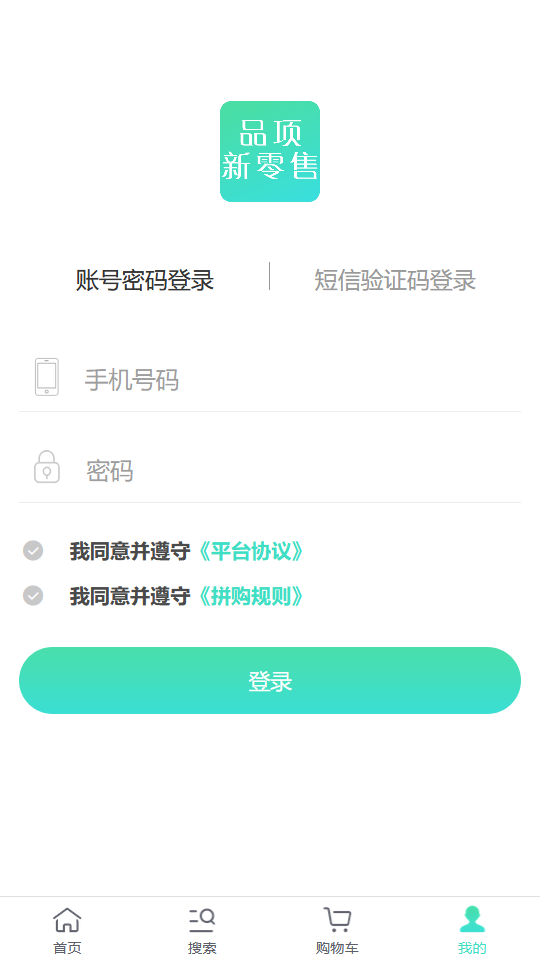 品顶
新零售
账号密码登录
短信验证码登录
手机号码
密码
我同意并遵守《平台协议》
我同意并遵守《拼购规则》
登录
首页
搜索
购物车
我的